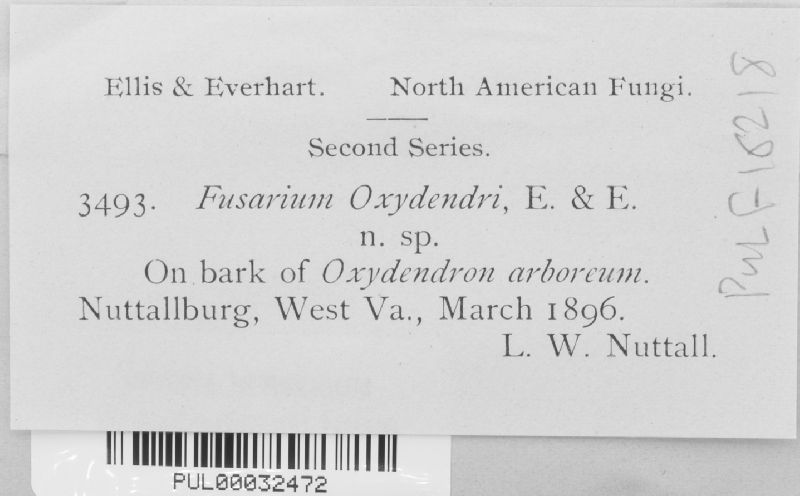 Ellis & Everhart. North American Fungi.
Second Series.
3493. Fusarium Oxydendri, E. & E.
n. sp.
On bark of Oxydendron arboreum.
Nuttallburg, West Va., March 1896.
L. W. Nuttall.
PUL F18218
PUL00032472